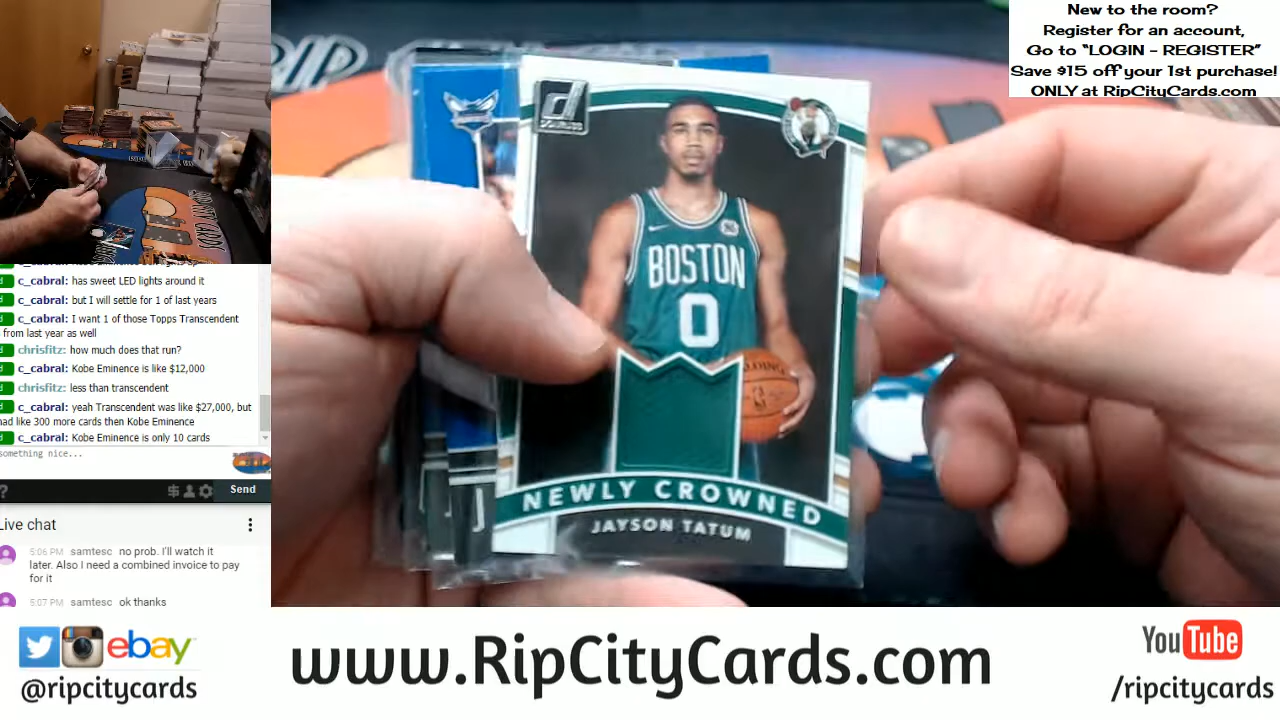 New to the room?
Register for an account,
Go to “LOGIN - REGISTER”
Save $15 off your 1st purchase!
ONLY at RipCityCards.com
DONRUSS
BOSTON
0
SPALDING
NEWLY CROWNED
JAYSON TATUM
c_cabral: has sweet LED lights around it
c_cabral: but I will settle for 1 of last years
c_cabral: I want 1 of those Topps Transcendent
from last year as well
chrisfitz: how much does that run?
c_cabral: Kobe Eminence is like $12,000
chrisfitz: less than transcendent
c_cabral: yeah Transcendent was like $27,000, but
had like 300 more cards then Kobe
Eminence
c_cabral: Kobe Eminence is only 10 cards
something nice...
Send
Live chat
5:06 PM samtesc no prob. I'll watch it
later. Also I need a combined invoice to pay
for it
5:07 PM samtesc ok thanks
ebay
@ripcitycards
www.RipCityCards.com
YouTube
/ripcitycards